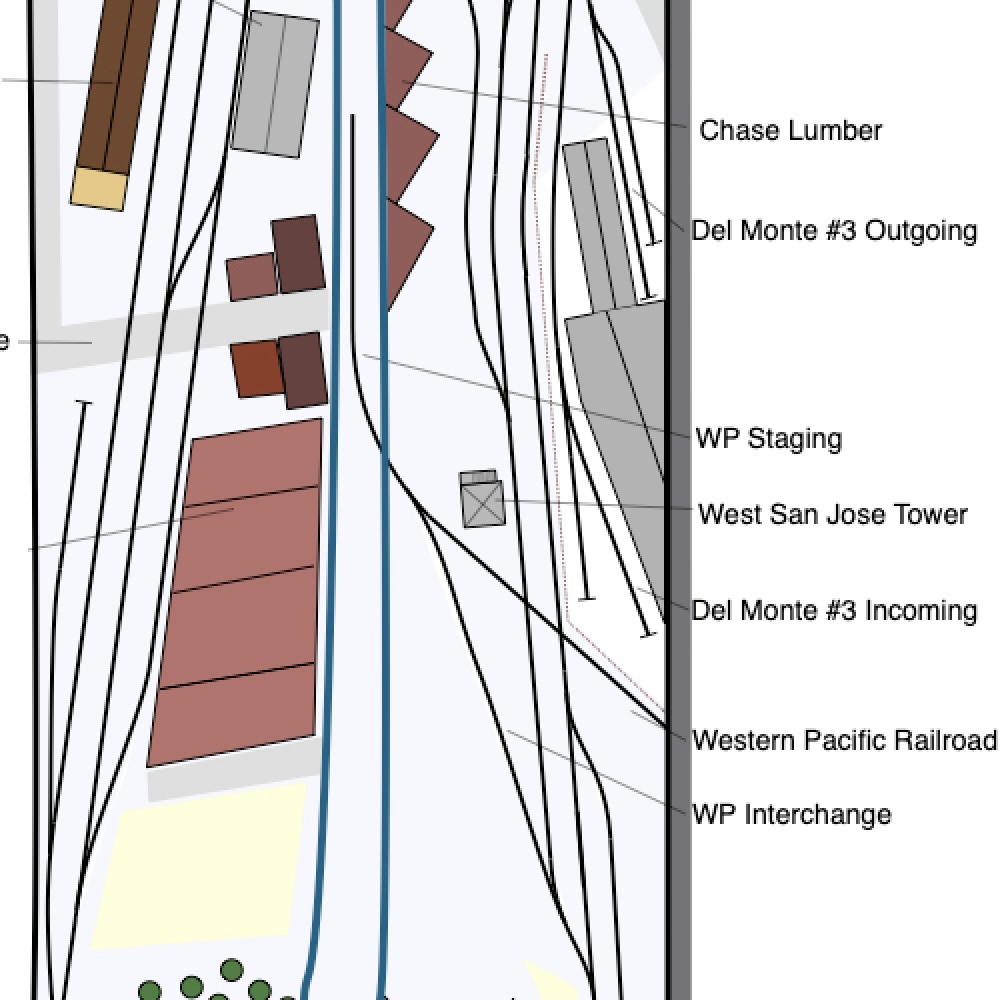 Chase Lumber
Del Monte #3 Outgoing
e
WP Staging
West San Jose Tower
Del Monte #3 Incoming
Western Pacific Railroad
WP Interchange